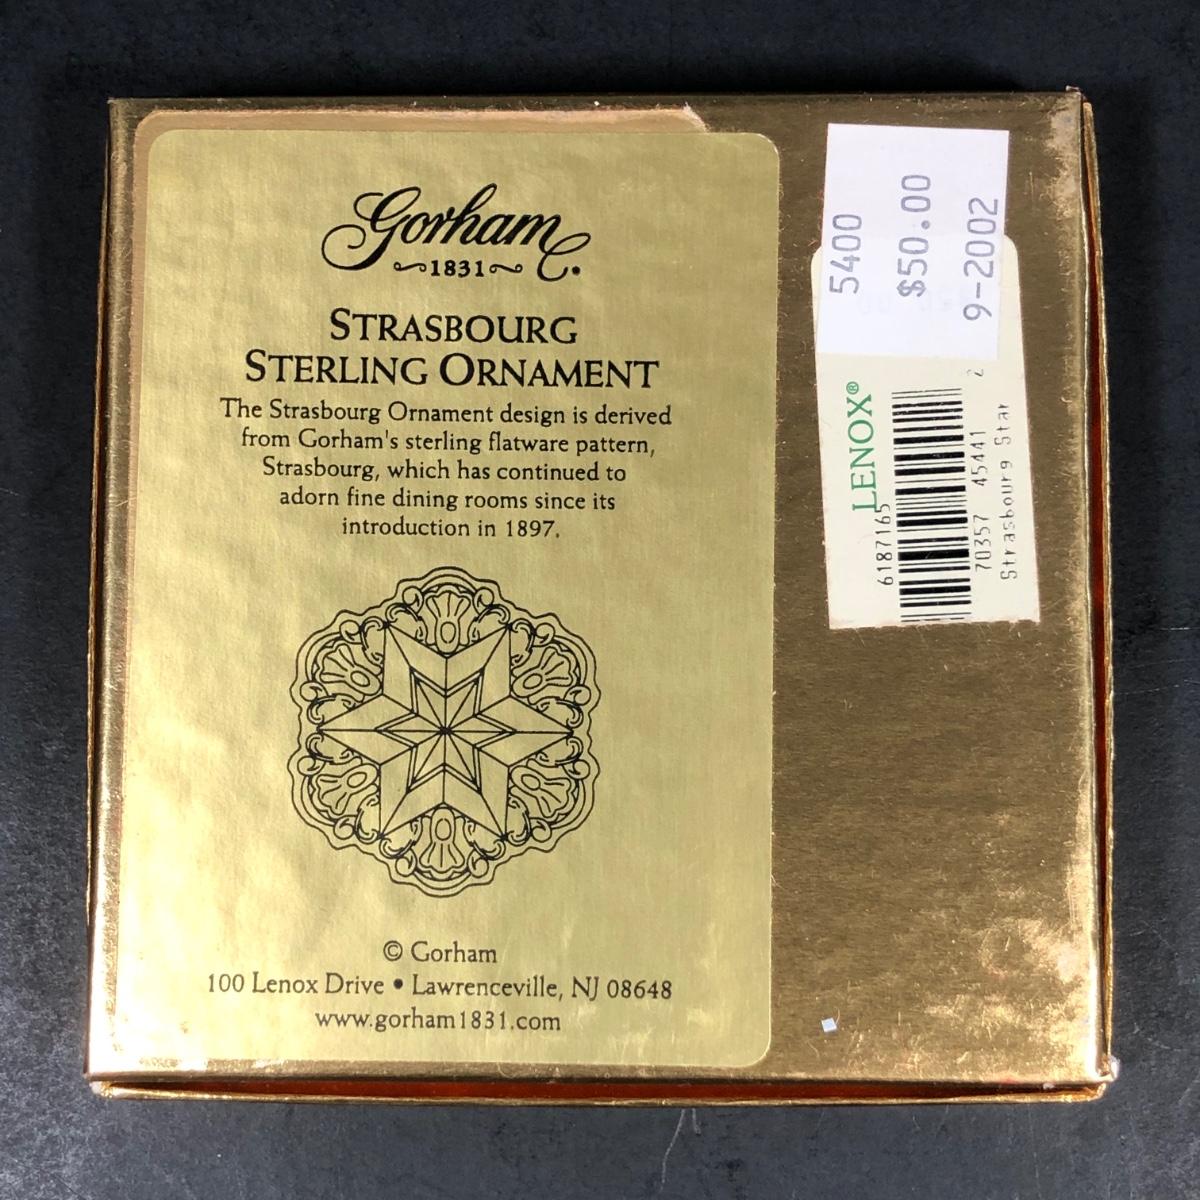 Gorham
1831
STRASBOURG
STERLING ORNAMENT
The Strasbourg Ornament design is derived
from Gorham's sterling flatware pattern,
Strasbourg, which has continued to
adorn fine dining rooms since its
introduction in 1897.
© Gorham
100 Lenox Drive • Lawrenceville, NJ 08648
www.gorham1831.com
5400
$50.00
9-2002
LENOX®
6187165
70357 45441 2
Strasbourg Star